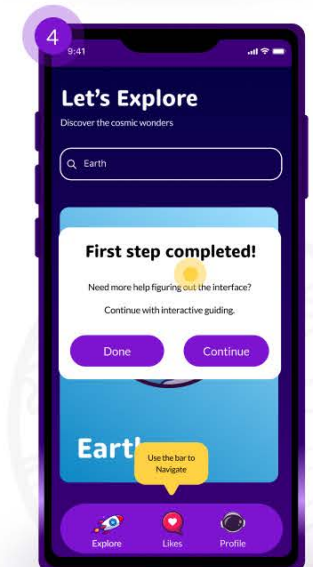 4
9:41
Let's Explore
Discover the cosmic wonders
Earth
First step completed!
Need more help figuring out the interface?
Continue with interactive guiding.
Done
Continue
Earth
Use the bar to
Navigate
Explore
Likes
Profile